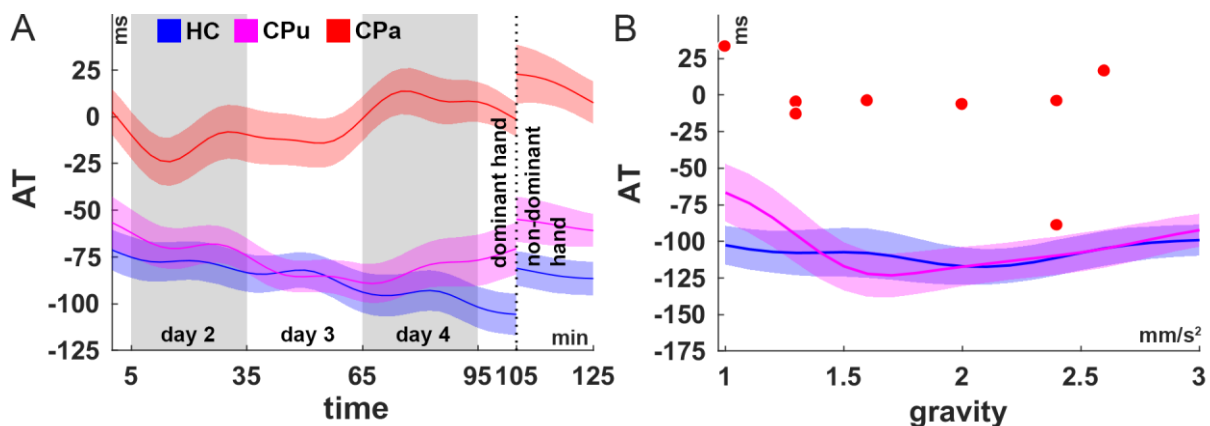 A
ms
HC CPu CPa
25
0
-25
-50
-75
-100
-125
AT
day 2 day 3 day 4
dominant hand
non-dominant
hand
min
5 35 65 95 105 125
time
B
ms
25
0
-25
-50
-75
-100
-125
-150
-175
AT
mm/s²
1 1.5 2 2.5 3
gravity